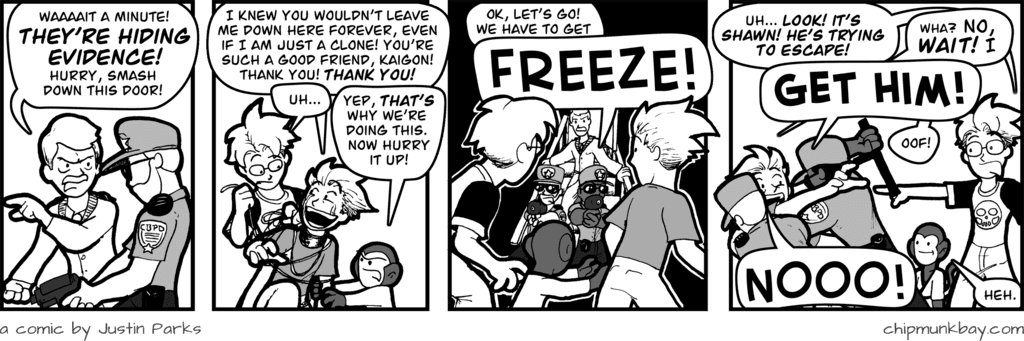 WAAAAIT A MINUTE!
THEY'RE HIDING
EVIDENCE!
HURRY, SMASH
DOWN THIS DOOR!
CBPD
I KNEW YOU WOULDN'T LEAVE
ME DOWN HERE FOREVER, EVEN
IF I AM JUST A CLONE! YOU'RE
SUCH A GOOD FRIEND, KAIGON!
THANK YOU! THANK YOU!
UH...
YEP, THAT'S
WHY WE'RE
DOING THIS.
NOW HURRY
IT UP!
OK, LET'S GO!
WE HAVE TO GET
FREEZE!
UH... LOOK! IT'S
SHAWN! HE'S TRYING
TO ESCAPE!
WHA? NO,
WAIT! I
GET HIM!
OOF!
NOOO!
HEH.
a comic by Justin Parks
chipmunkbay.com